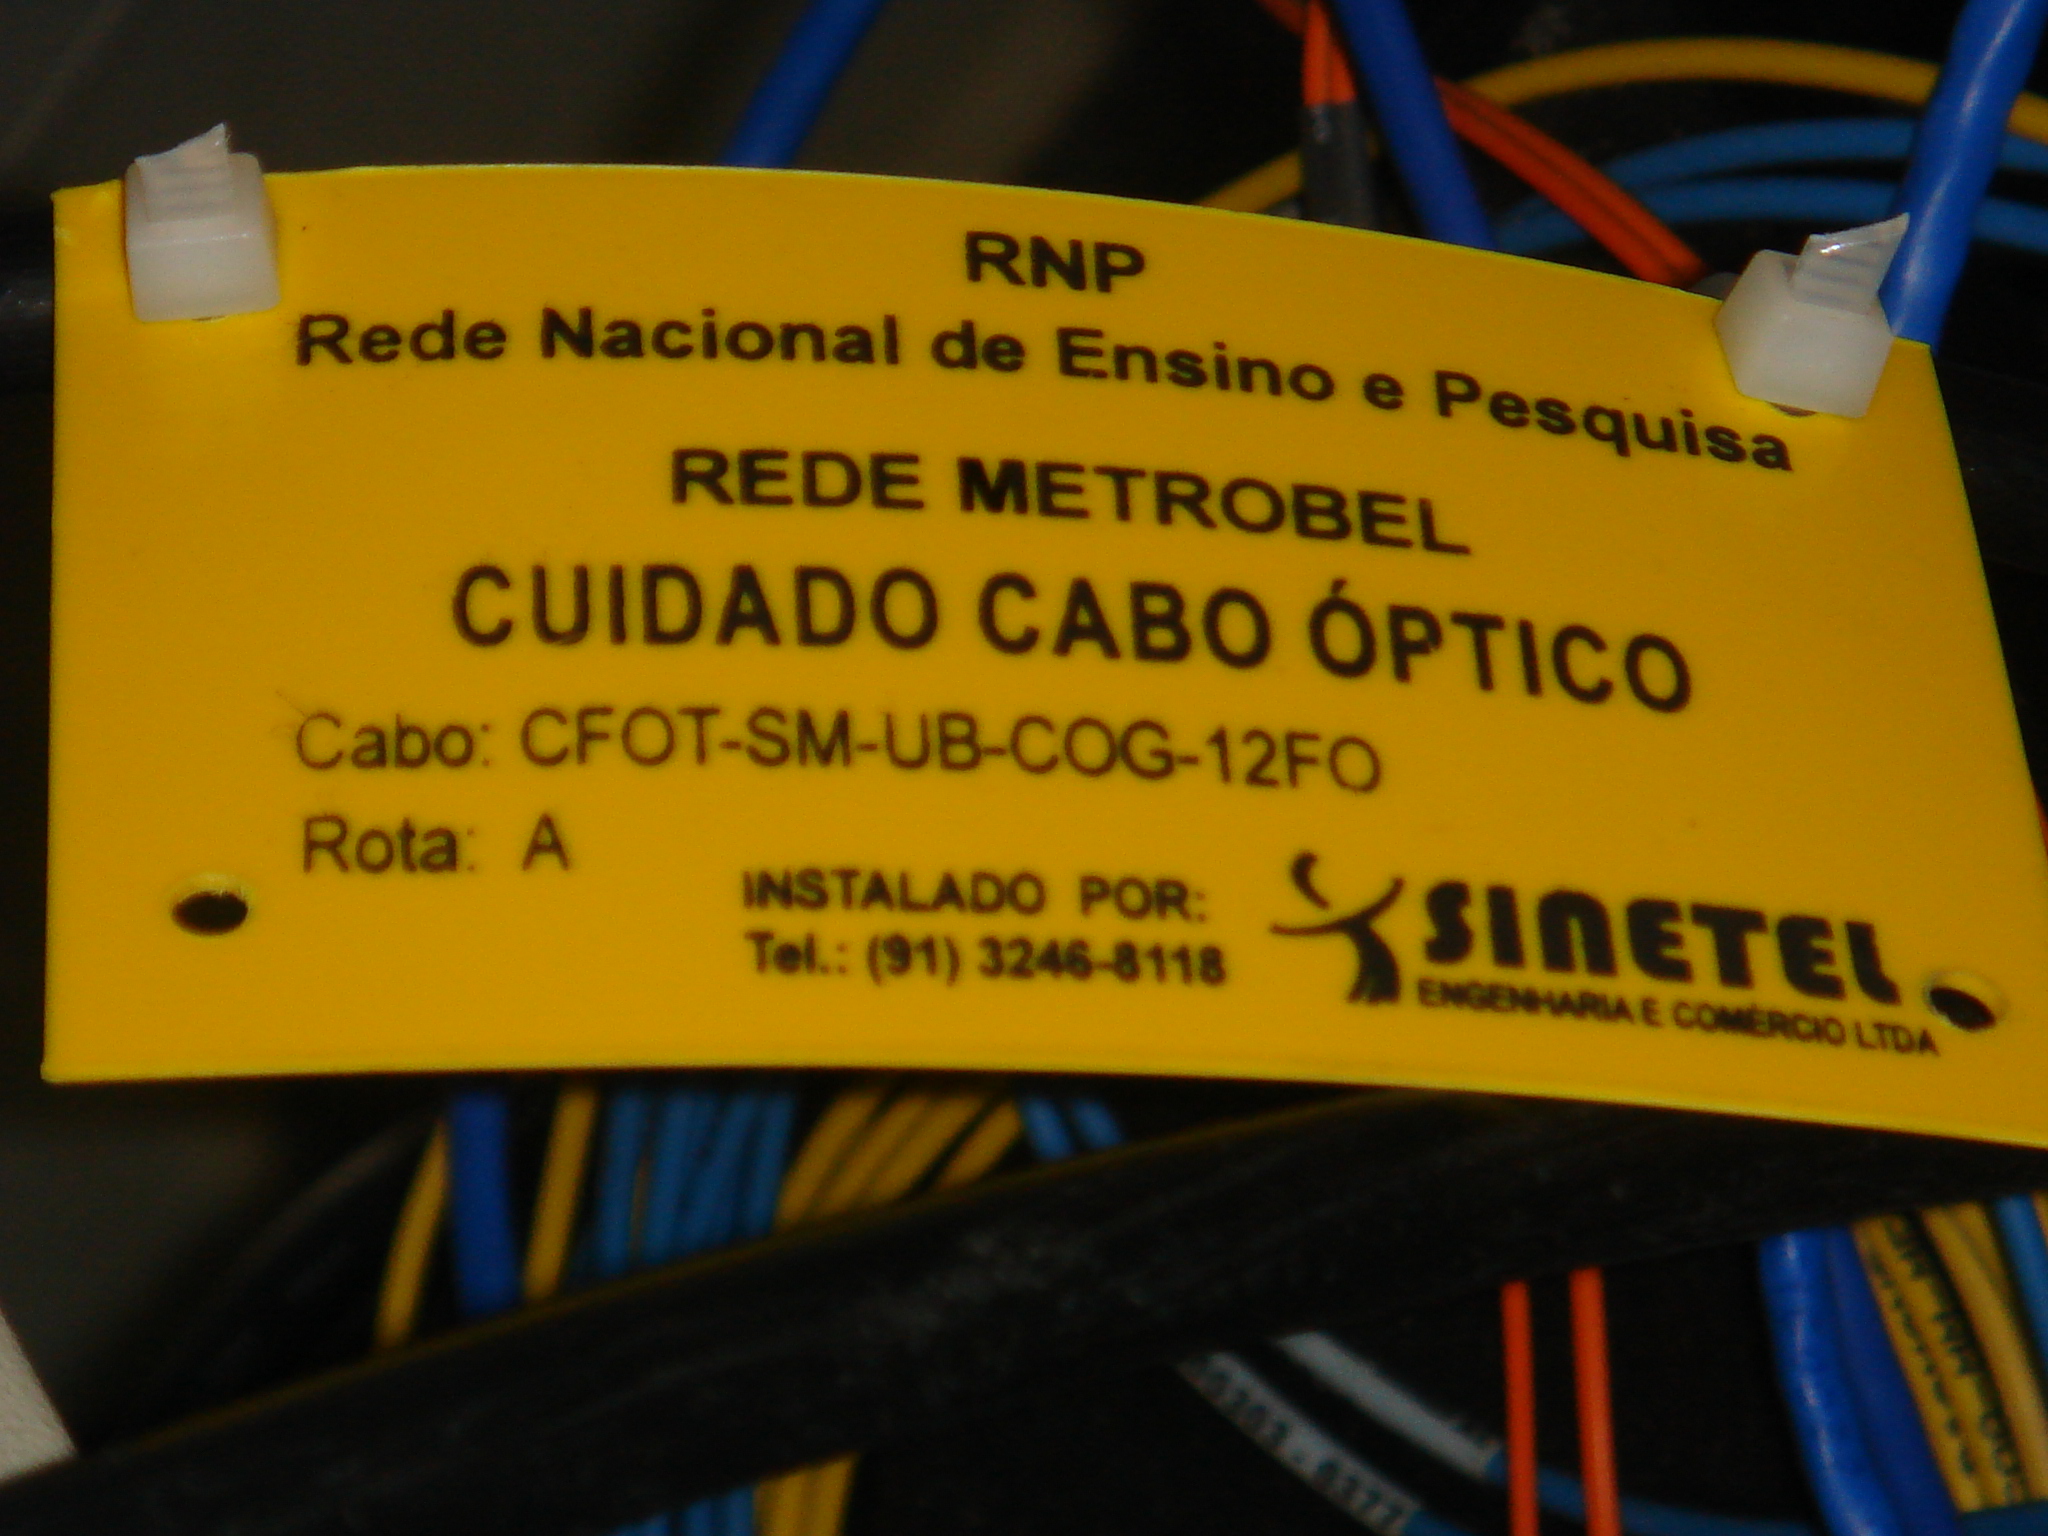 RNP
Rede Nacional de Ensino e Pesquisa
REDE METROBEL
CUIDADO CABO ÓPTICO
Cabo: CFOT-SM-UB-COG-12FO
Rota: A
INSTALADO POR:
Tel.: (91) 3246-8118
SINETEL
ENGENHARIA E COMÉRCIO LTDA